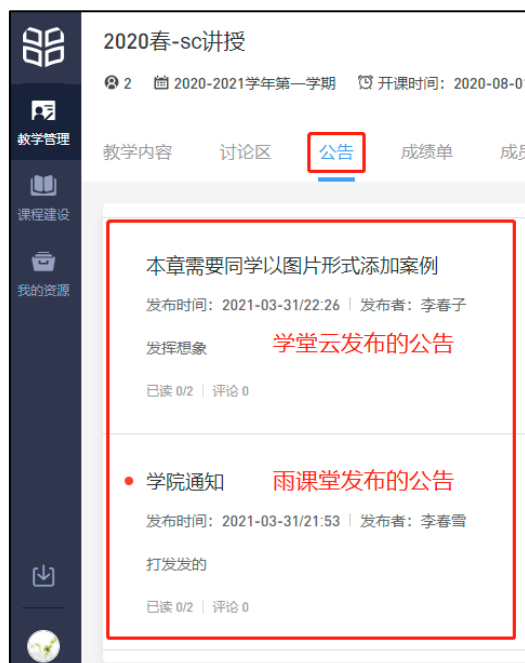 2020春-sc讲授
2 2020-2021学年第一学期 开课时间：2020-08-01
教学管理
教学内容 讨论区 公告 成绩单 成员
课程建设
我的资源
本章需要同学以图片形式添加案例
发布时间：2021-03-31/22:26 | 发布者：李春子
发挥想象 学堂云发布的公告
已读 0/2 | 评论 0
学院通知 雨课堂发布的公告
发布时间：2021-03-31/21:53 | 发布者：李春雪
打发发的
已读 0/2 | 评论 0